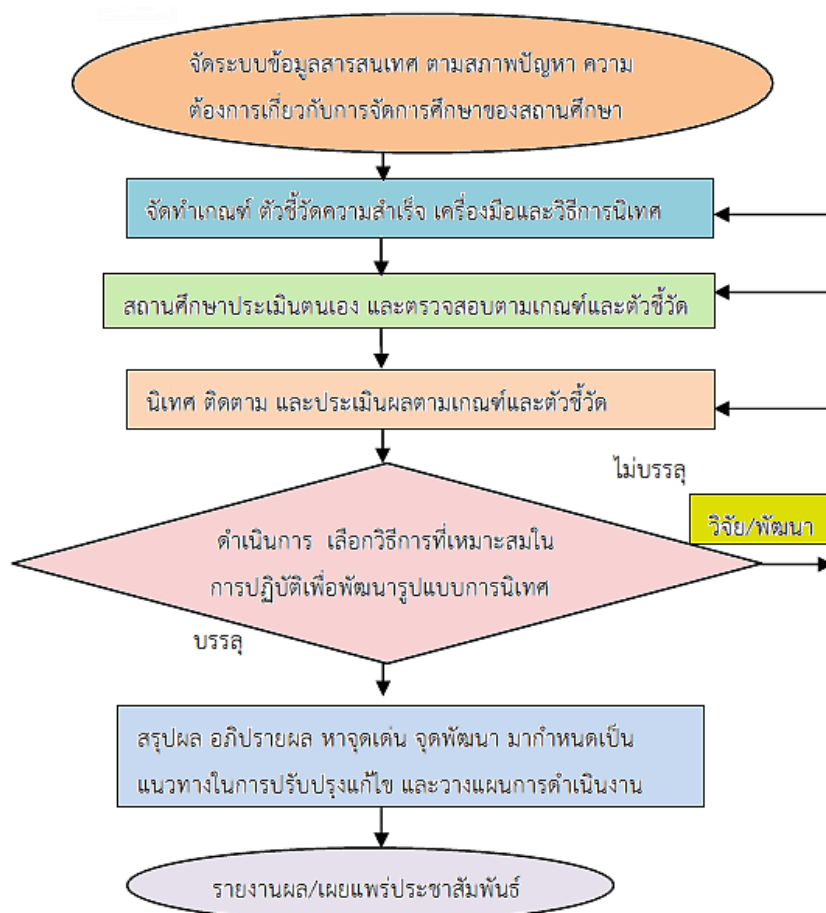 จัดระบบข้อมูลสารสนเทศ ตามสภาพปัญหา ความ
ต้องการเกี่ยวกับการจัดการศึกษาของสถานศึกษา
จัดทำเกณฑ์ ตัวชี้วัดความสำเร็จ เครื่องมือและวิธีการนิเทศ
สถานศึกษาประเมินตนเอง และตรวจสอบตามเกณฑ์และตัวชี้วัด
นิเทศ ติดตาม และประเมินผลตามเกณฑ์และตัวชี้วัด
ไม่บรรลุ
วิจัย/พัฒนา
ดำเนินการ เลือกวิธีการที่เหมาะสมใน
การปฏิบัติเพื่อพัฒนารูปแบบการนิเทศ
บรรลุ
สรุปผล อภิปรายผล หาจุดเด่น จุดพัฒนา มากำหนดเป็น
แนวทางในการปรับปรุงแก้ไข และวางแผนการดำเนินงาน
รายงานผล/เผยแพร่ประชาสัมพันธ์